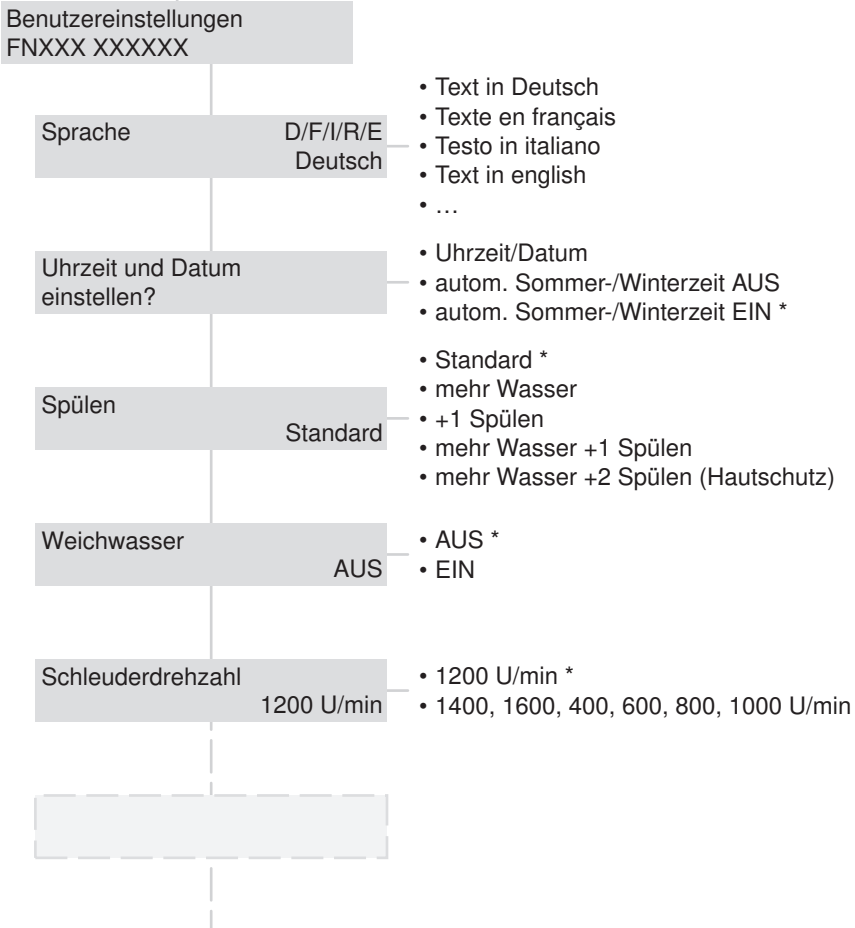 Benutzereinstellungen
FNXXX XXXXXX
Sprache D/F/I/R/E
Deutsch
• Text in Deutsch
• Texte en français
• Testo in italiano
• Text in english
• …
Uhrzeit und Datum
einstellen?
• Uhrzeit/Datum
• autom. Sommer-/Winterzeit AUS
• autom. Sommer-/Winterzeit EIN *
Spülen
Standard
• Standard *
• mehr Wasser
• +1 Spülen
• mehr Wasser +1 Spülen
• mehr Wasser +2 Spülen (Hautschutz)
Weichwasser
AUS
• AUS *
• EIN
Schleuderdrehzahl
1200 U/min
• 1200 U/min *
• 1400, 1600, 400, 600, 800, 1000 U/min